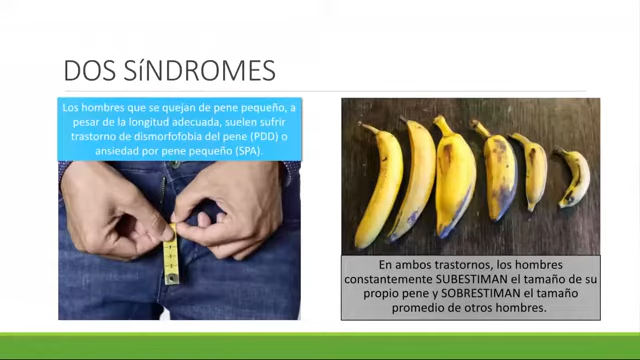 DOS SíNDROMES
Los hombres que se quejan de pene pequeño, a
pesar de la longitud adecuada, suelen sufrir
trastorno de dismorfofobia del pene (PDD) o
ansiedad por pene pequeño (SPA).
En ambos trastornos, los hombres
constantemente SUBESTIMAN el tamaño de su
propio pene y SOBRESTIMAN el tamaño
promedio de otros hombres.